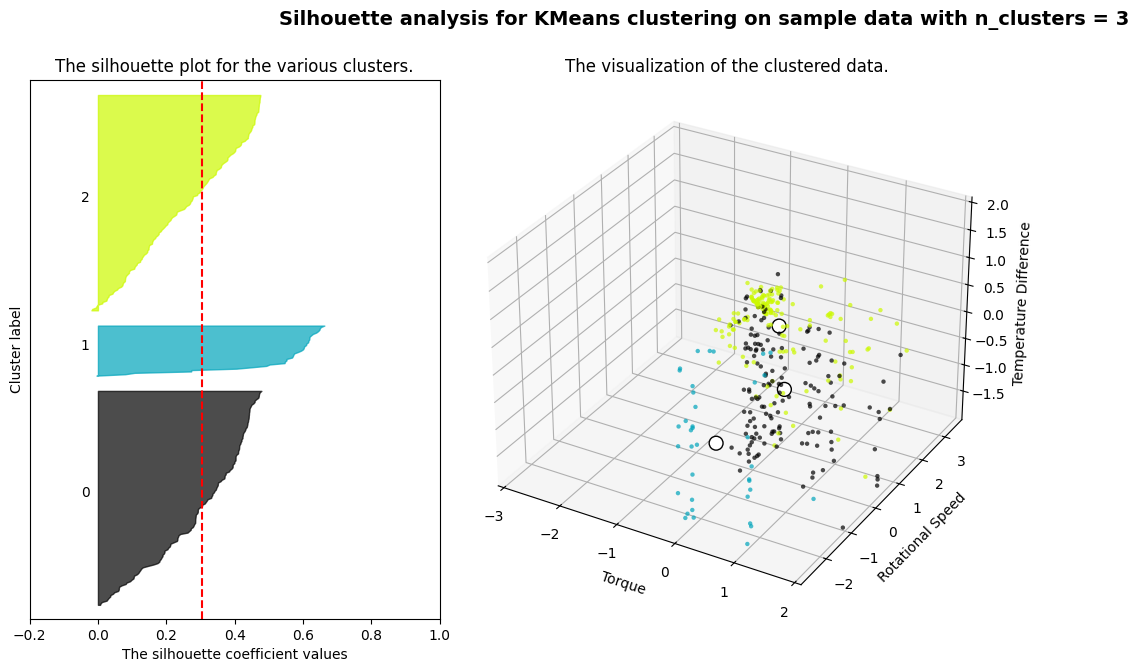 Silhouette analysis for KMeans clustering on sample data with n_clusters = 3
The silhouette plot for the various clusters.
Cluster label
2
1
0
−0.2 0.0 0.2 0.4 0.6 0.8 1.0
The silhouette coefficient values
The visualization of the clustered data.
−3 −2 −1 0 1 2
Torque
−2 −1 0 1 2 3
Rotational Speed
2.0
1.5
1.0
0.5
0.0
−0.5
−1.0
−1.5
Temperature Difference